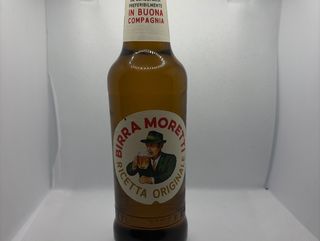 PREFERIBILMENTE
IN BUONA
COMPAGNIA
BIRRA MORETTI
RICETTA ORIGINALE